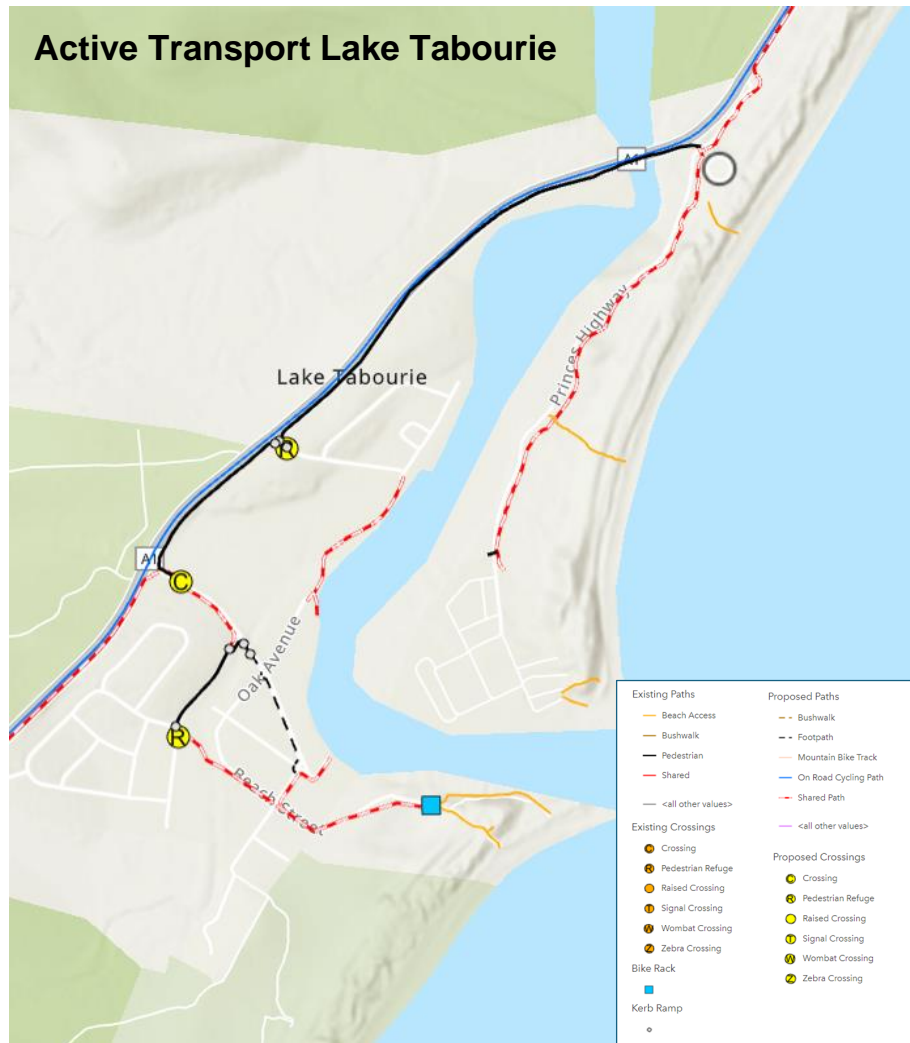 Active Transport Lake Tabourie
A1
Princes Highway
Lake Tabourie
R
A1
C
Oak Avenue
R
Beach Street
Existing Paths
Beach Access
Bushwalk
Pedestrian
Shared
<all other values>
Existing Crossings
C Crossing
R Pedestrian Refuge
Raised Crossing
T Signal Crossing
W Wombat Crossing
Z Zebra Crossing
Bike Rack
Kerb Ramp
Proposed Paths
Bushwalk
Footpath
Mountain Bike Track
On Road Cycling Path
Shared Path
<all other values>
Proposed Crossings
C Crossing
R Pedestrian Refuge
Raised Crossing
T Signal Crossing
W Wombat Crossing
Z Zebra Crossing